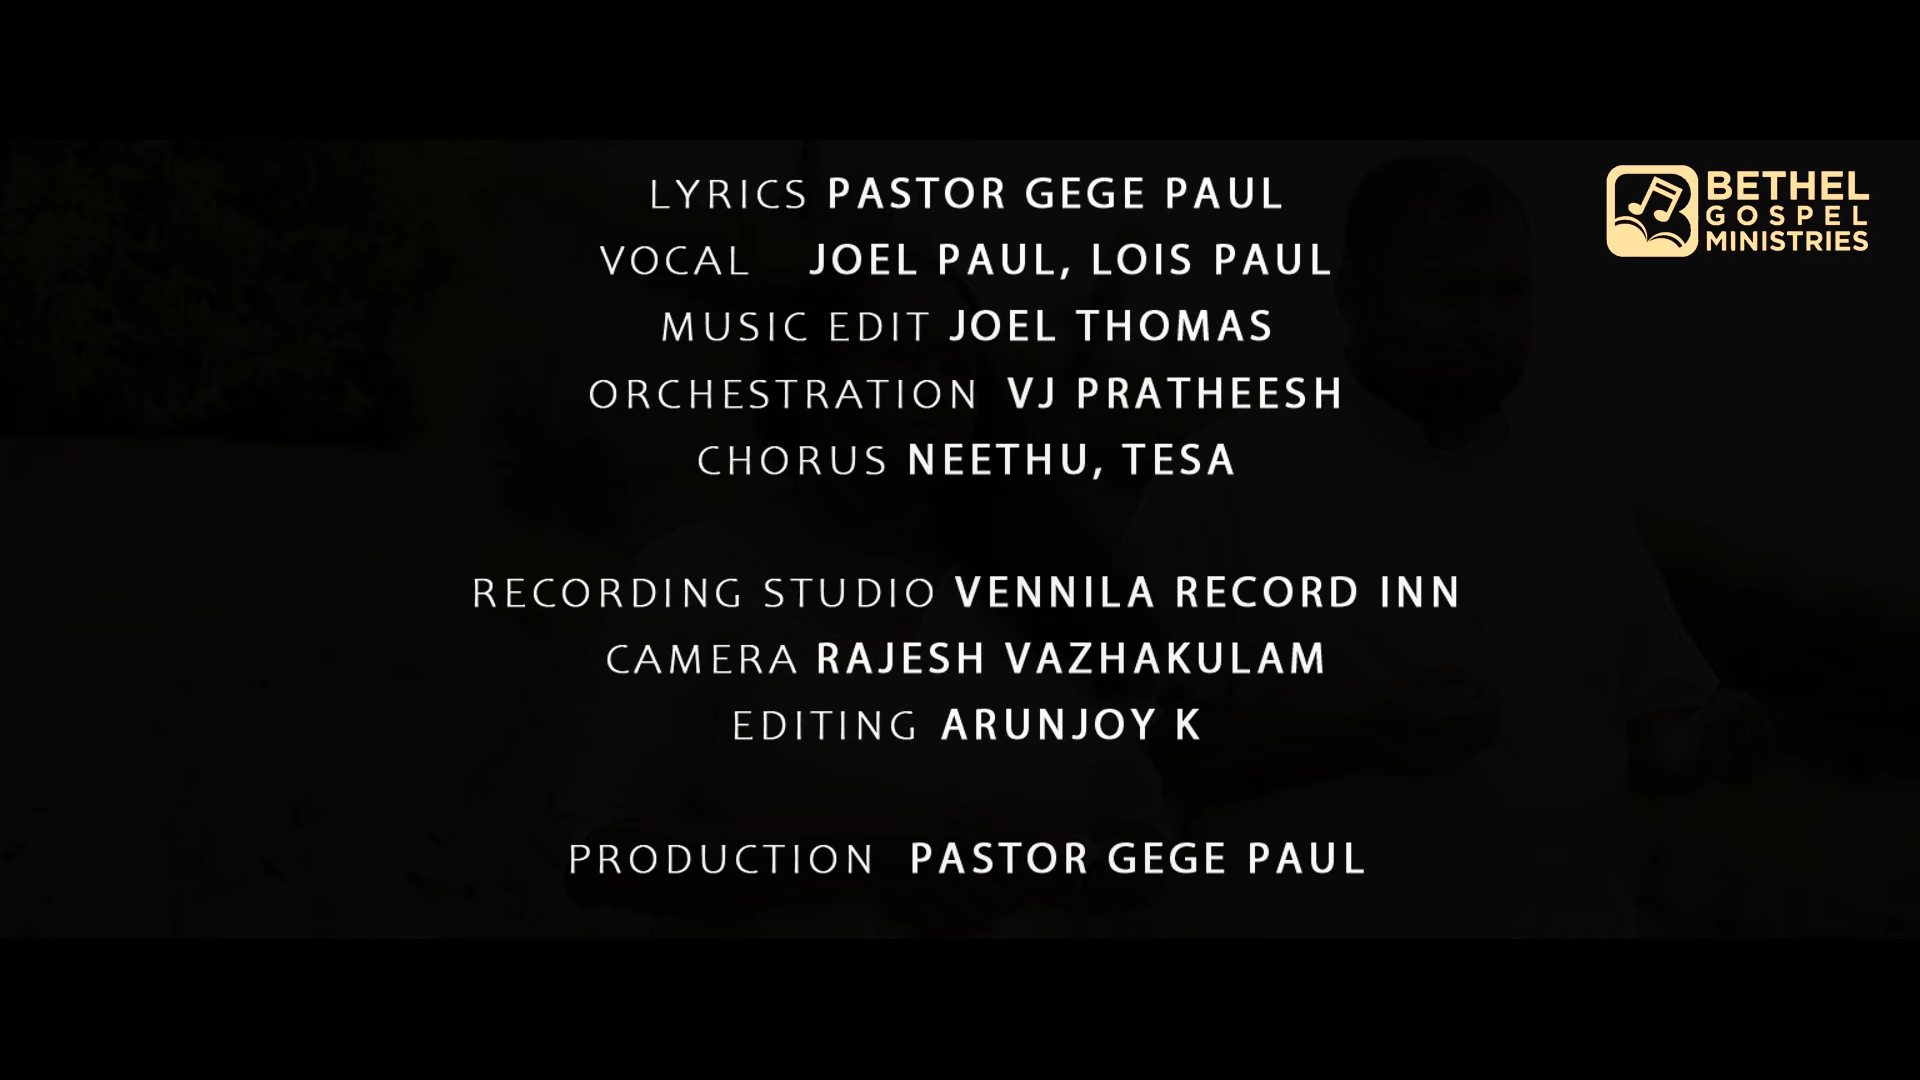 LYRICS PASTOR GEGE PAUL
VOCAL JOEL PAUL, LOIS PAUL
MUSIC EDIT JOEL THOMAS
ORCHESTRATION VJ PRATHEESH
CHORUS NEETHU, TESA
RECORDING STUDIO VENNILA RECORD INN
CAMERA RAJESH VAZHAKULAM
EDITING ARUNJOY K
PRODUCTION PASTOR GEGE PAUL
BETHEL
GOSPEL
MINISTRIES